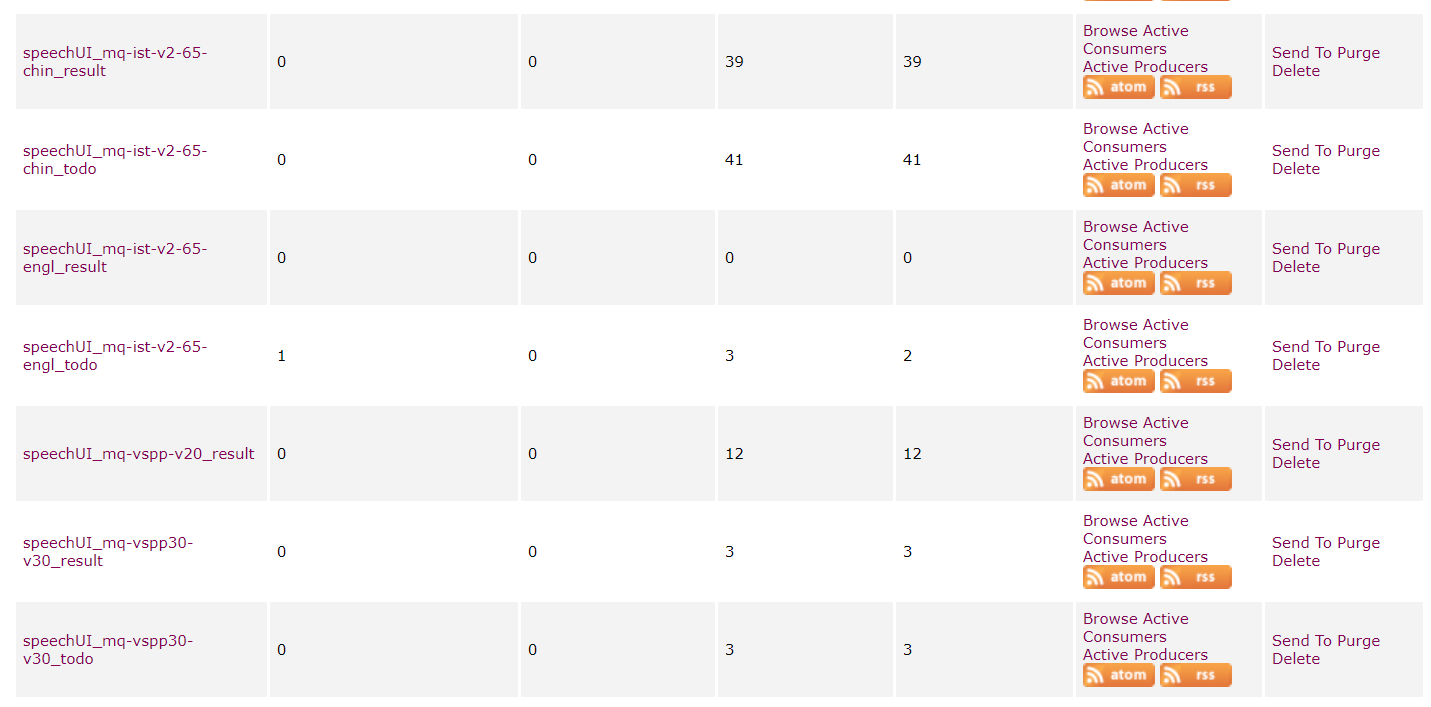 speechUI_mq-ist-v2-65-
chin_result
0
0
39
39
Browse Active
Consumers
Active Producers
atom rss
Send To Purge
Delete
speechUI_mq-ist-v2-65-
chin_todo
0
0
41
41
Browse Active
Consumers
Active Producers
atom rss
Send To Purge
Delete
speechUI_mq-ist-v2-65-
engl_result
0
0
0
0
Browse Active
Consumers
Active Producers
atom rss
Send To Purge
Delete
speechUI_mq-ist-v2-65-
engl_todo
1
0
3
2
Browse Active
Consumers
Active Producers
atom rss
Send To Purge
Delete
speechUI_mq-vspp-v20_result
0
0
12
12
Browse Active
Consumers
Active Producers
atom rss
Send To Purge
Delete
speechUI_mq-vspp30-
v30_result
0
0
3
3
Browse Active
Consumers
Active Producers
atom rss
Send To Purge
Delete
speechUI_mq-vspp30-
v30_todo
0
0
3
3
Browse Active
Consumers
Active Producers
atom rss
Send To Purge
Delete